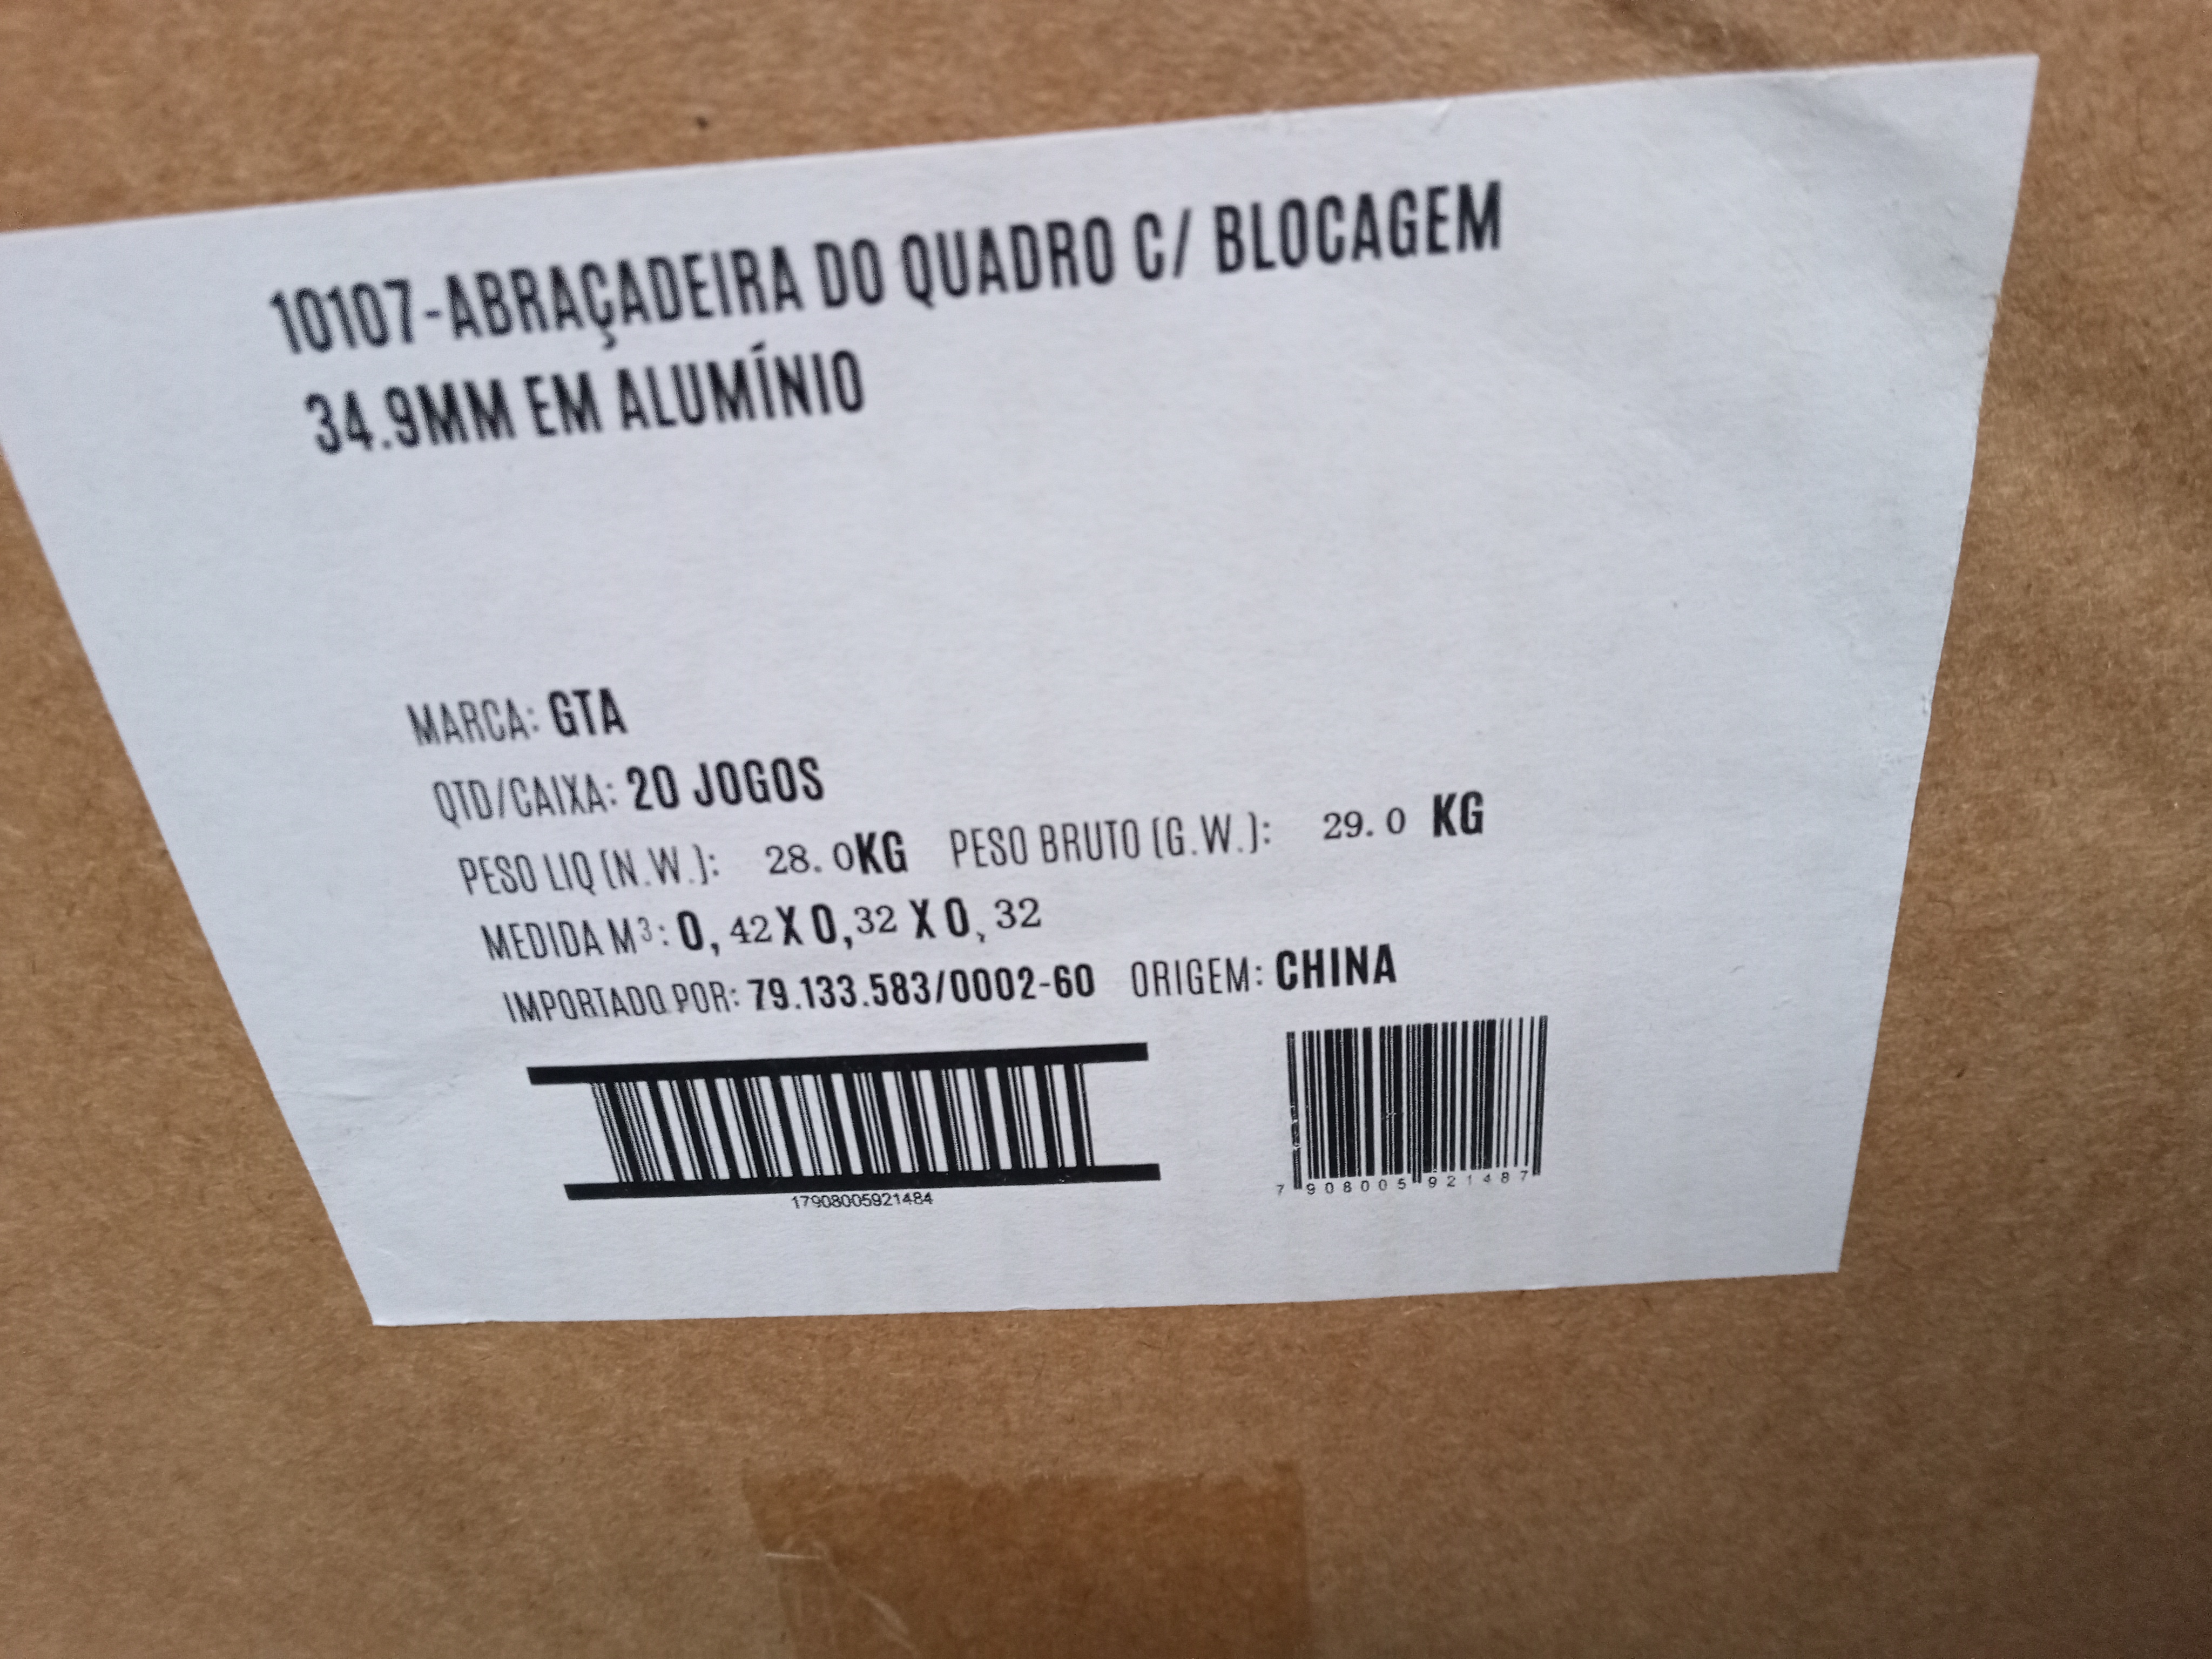 10107-ABRAÇADEIRA DO QUADRO C/ BLOCAGEM
34.9MM EM ALUMÍNIO
MARCA: GTA
QTD/CAIXA: 20 JOGOS
PESO LIQ (N.W.): 28.0KG PESO BRUTO (G.W.): 29.0 KG
MEDIDA M³: 0,42 X 0,32 X 0,32
IMPORTADO POR: 79.133.583/0002-60 ORIGEM: CHINA
17908005921484 7 908005 921487